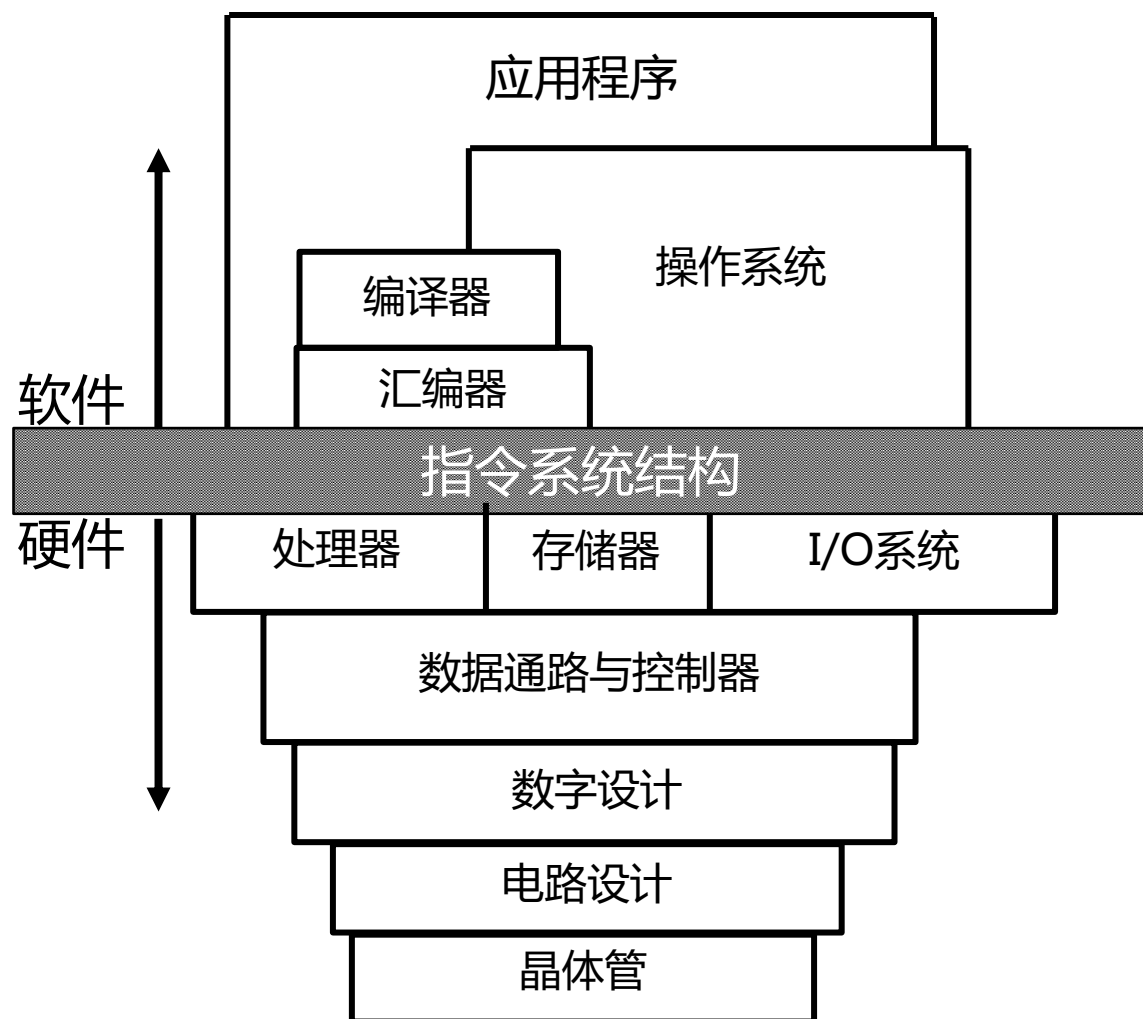 应用程序
操作系统
编译器
汇编器
软件
指令系统结构
硬件
处理器
存储器
I/O系统
数据通路与控制器
数字设计
电路设计
晶体管